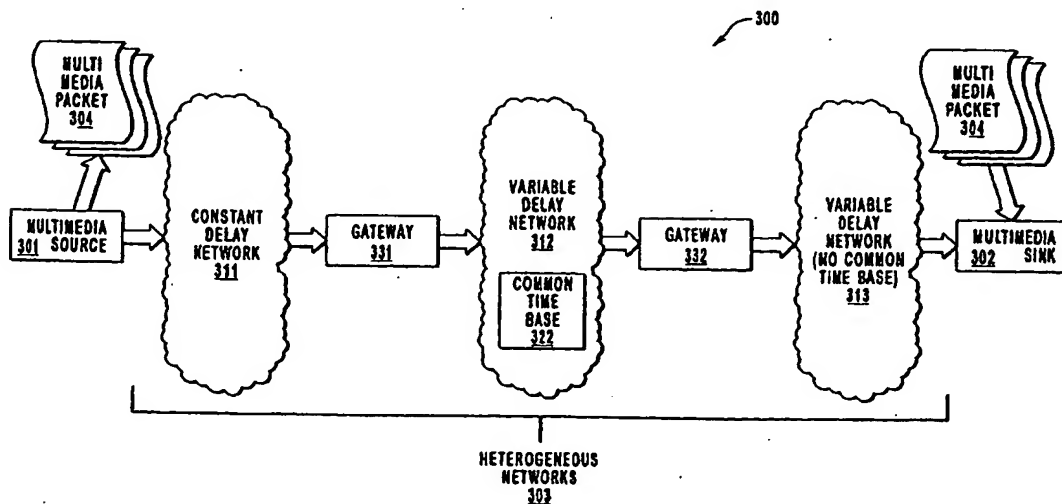 300
MULTI
MEDIA
PACKET
304
MULTIMEDIA
SOURCE
301
CONSTANT
DELAY
NETWORK
311
GATEWAY
331
VARIABLE
DELAY
NETWORK
312
COMMON
TIME
BASE
322
GATEWAY
332
VARIABLE
DELAY
NETWORK
(NO COMMON
TIME BASE)
313
MULTI
MEDIA
PACKET
304
MULTIMEDIA
SINK
302
HETEROGENEOUS
NETWORKS
303